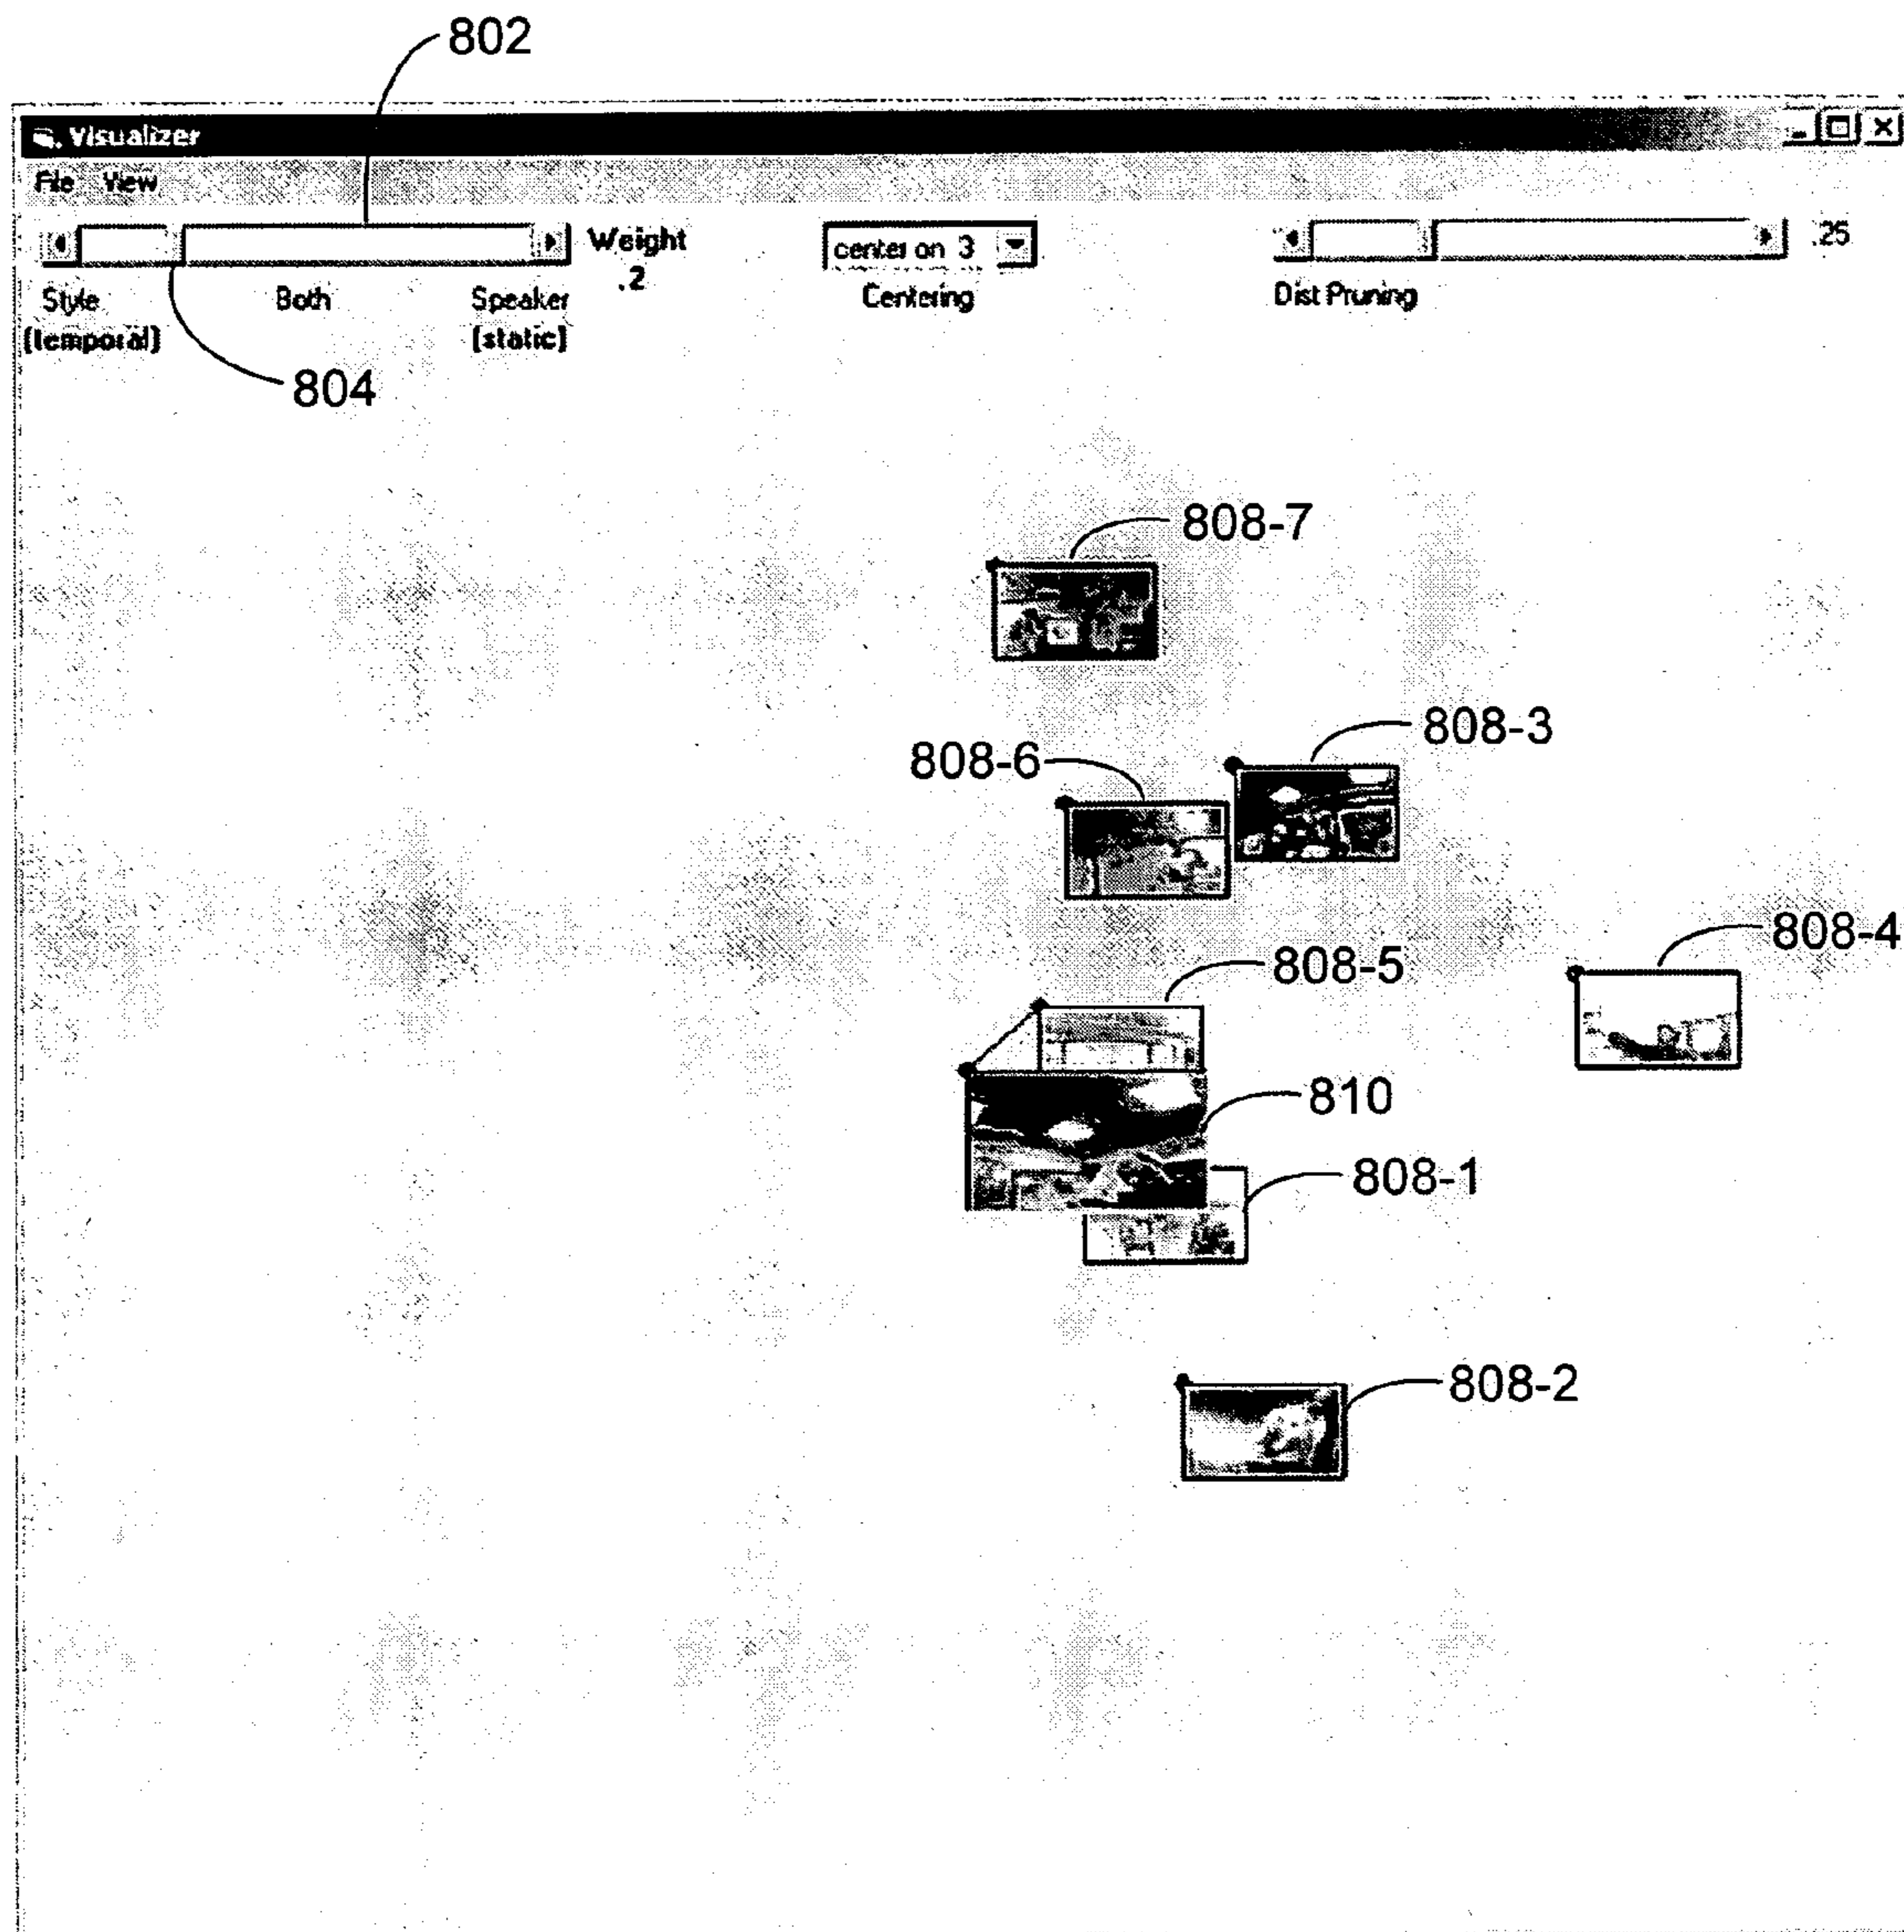 802
Visualizer
File View
Weight
.2
center on 3
.25
Style
Both
Speaker
Centering
Dist Pruning
(temporal)
(static)
804
808-7
808-3
808-6
808-4
808-5
810
808-1
808-2